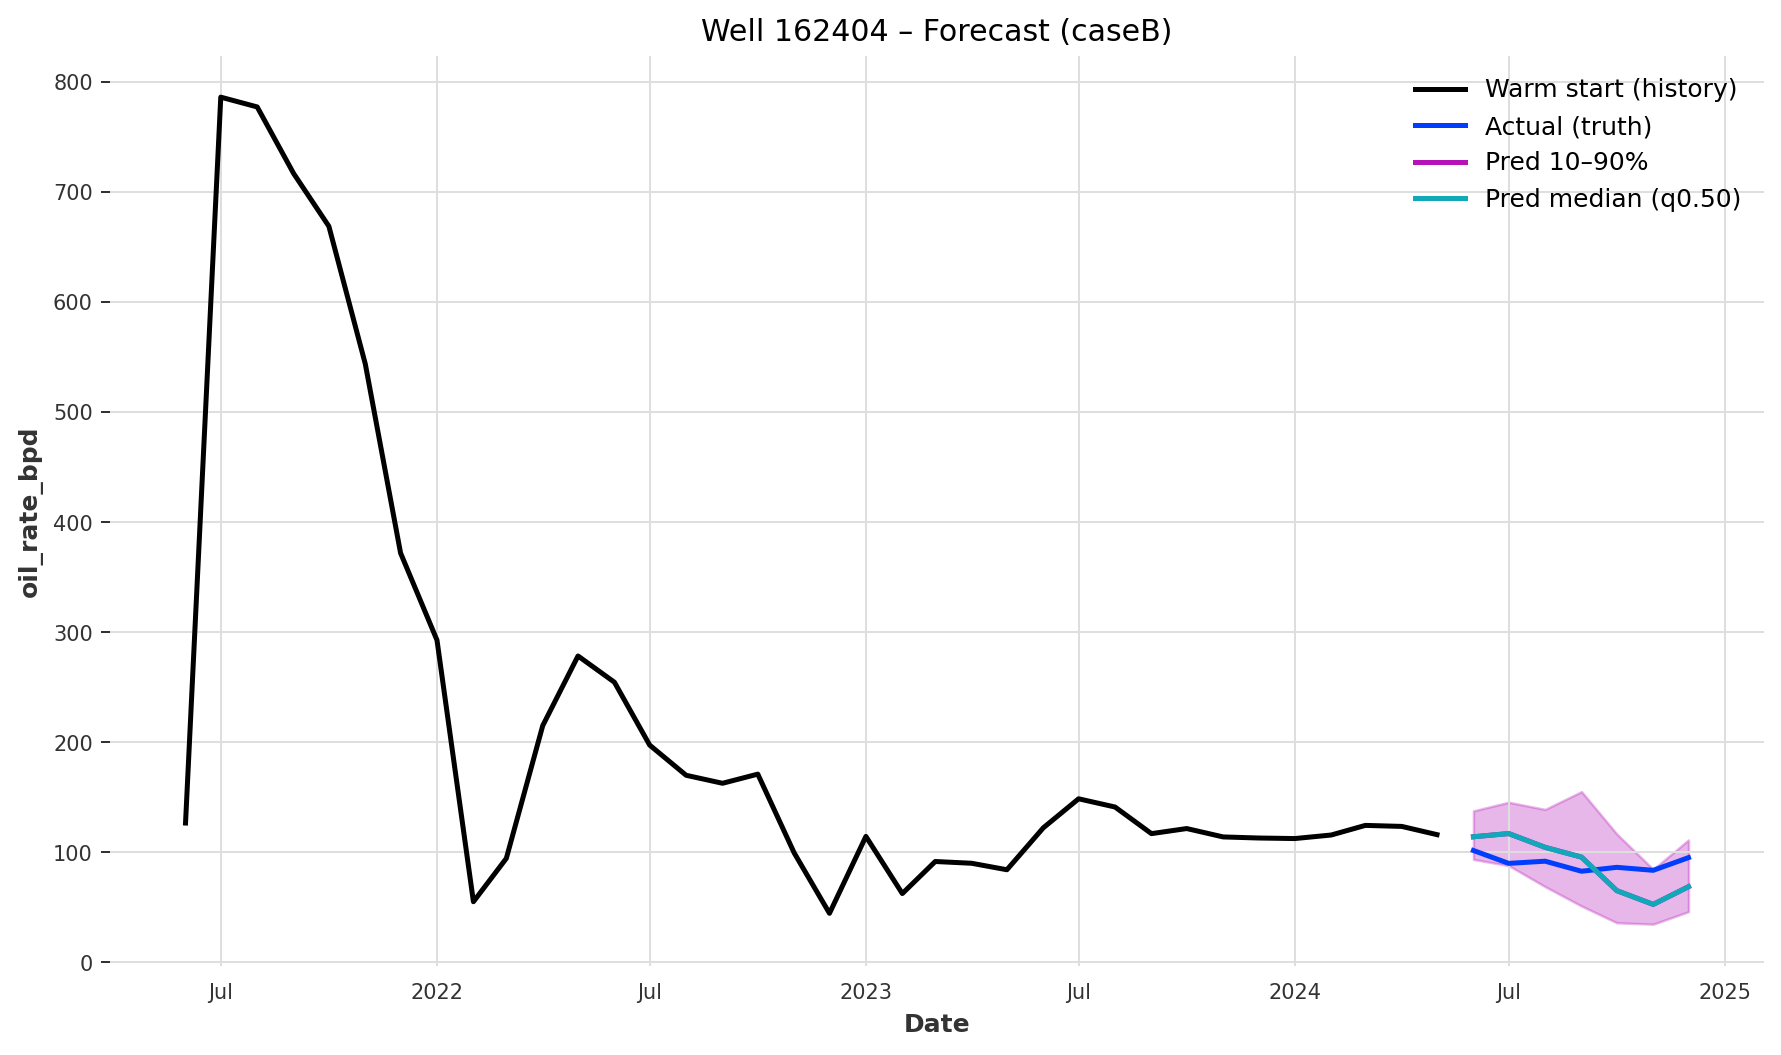 Well 162404 – Forecast (caseB)
Warm start (history)
Actual (truth)
Pred 10–90%
Pred median (q0.50)
oil_rate_bpd
800
700
600
500
400
300
200
100
0
Jul
2022
Jul
2023
Jul
2024
Jul
2025
Date